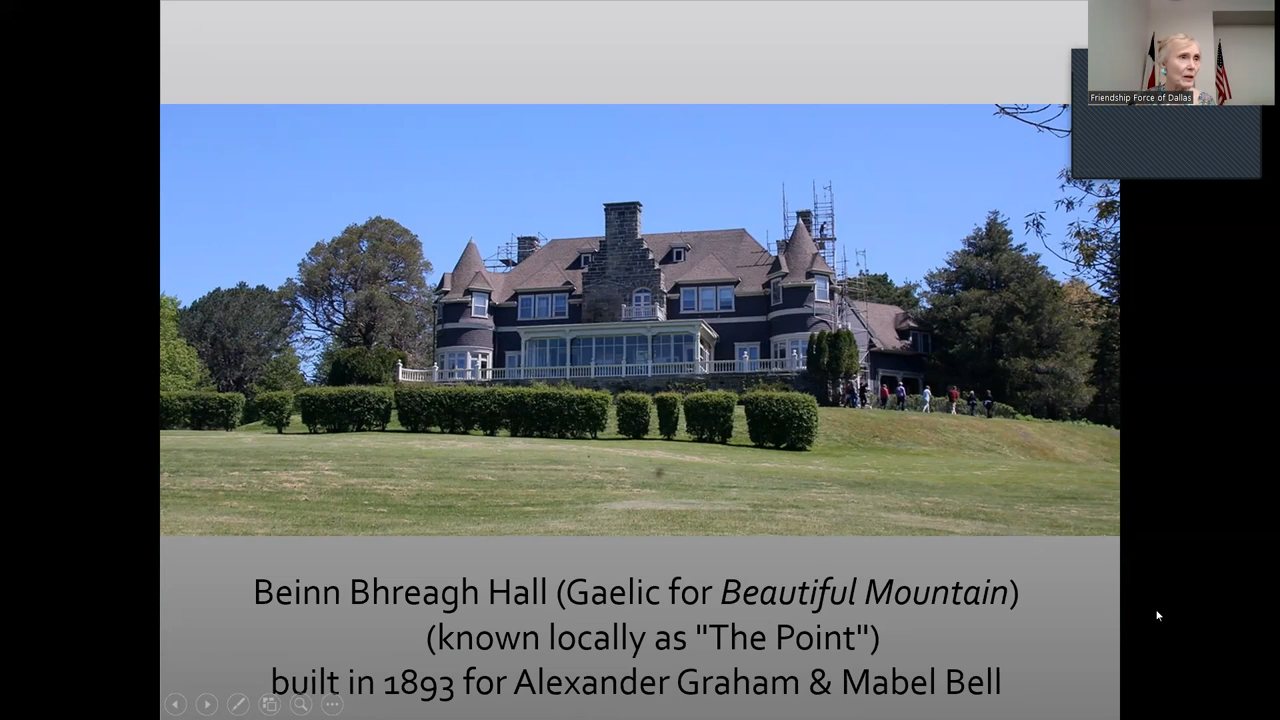 Friendship Force of Dallas
Beinn Bhreagh Hall (Gaelic for Beautiful Mountain)
(known locally as "The Point")
built in 1893 for Alexander Graham & Mabel Bell